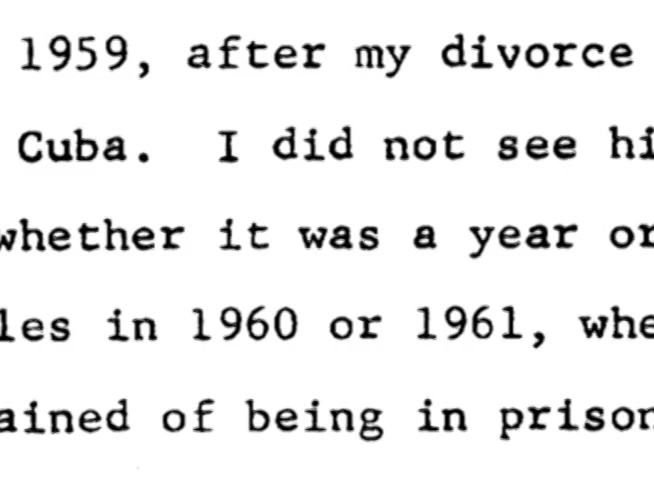 1959, after my divorce
Cuba. I did not see hi
whether it was a year or
les in 1960 or 1961, whe
ained of being in prison